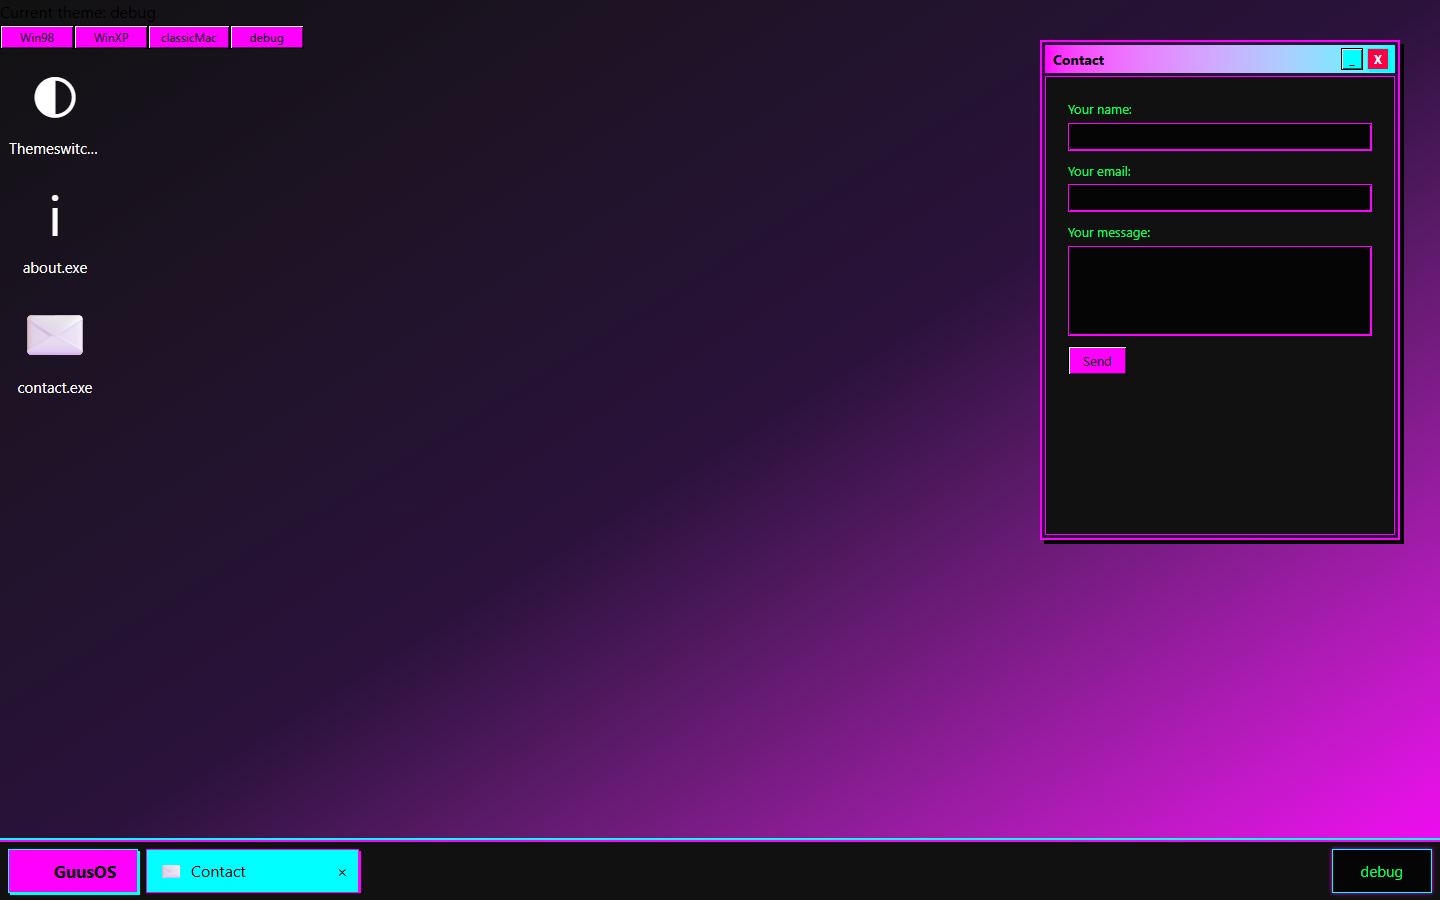 Current theme: debug
Win98 WinXP classicMac debug
Themeswitc...
i
about.exe
contact.exe
Contact _ X
Your name:
Your email:
Your message:
Send
GuusOS Contact × debug